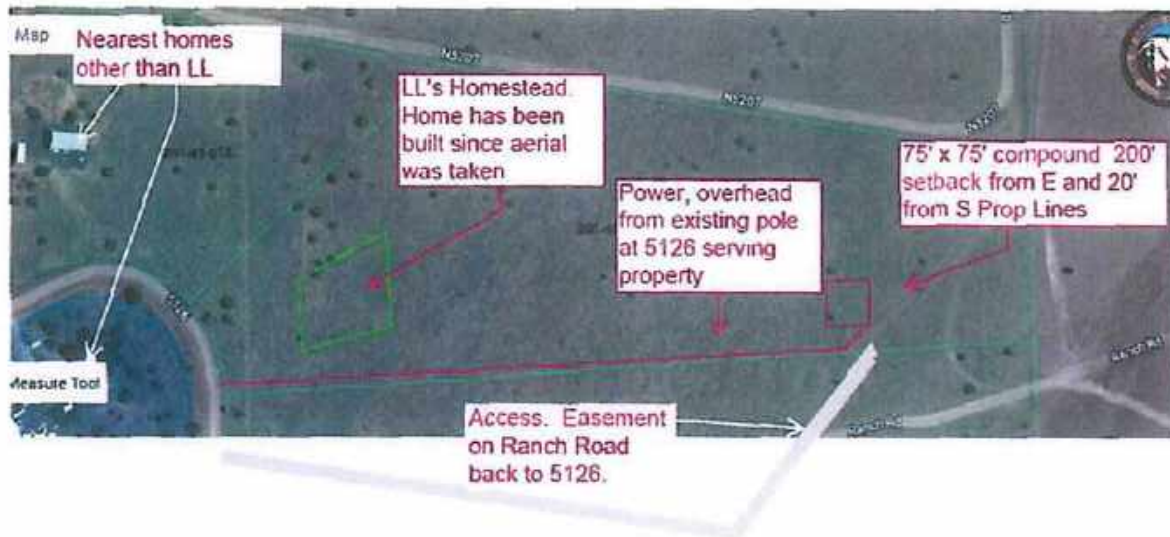 Map
Nearest homes
other than LL
N5207
N5207
N5207
LL's Homestead.
Home has been
built since aerial
was taken
Power, overhead
from existing pole
at 5126 serving
property
75' x 75' compound 200'
setback from E and 20'
from S Prop Lines
5126
Measure Tool
Ranch Rd
Ranch Rd
Access. Easement
on Ranch Road
back to 5126.